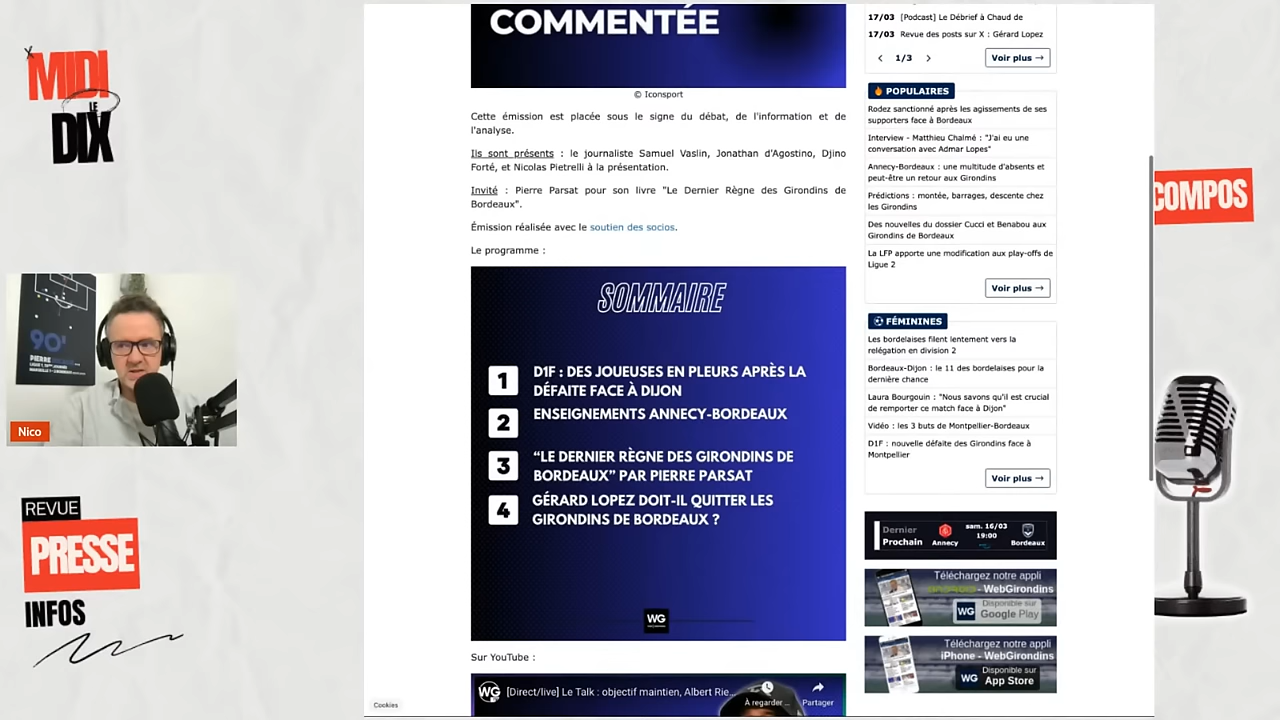 MIDI
LE
DIX
COMPOS
90'
PIERRE
Nico
REVUE
PRESSE
INFOS
COMMENTÉE
© Iconsport
Cette émission est placée sous le signe du débat, de l'information et de
l'analyse.
Ils sont présents : le journaliste Samuel Vaslin, Jonathan d'Agostino, Djino
Forté, et Nicolas Pietrelli à la présentation.
Invité : Pierre Parsat pour son livre "Le Dernier Règne des Girondins de
Bordeaux".
Émission réalisée avec le soutien des socios.
Le programme :
SOMMAIRE
1 D1F : DES JOUEUSES EN PLEURS APRÈS LA
DÉFAITE FACE À DIJON
2 ENSEIGNEMENTS ANNECY-BORDEAUX
3 “LE DERNIER RÈGNE DES GIRONDINS DE
BORDEAUX” PAR PIERRE PARSAT
4 GÉRARD LOPEZ DOIT-IL QUITTER LES
GIRONDINS DE BORDEAUX ?
WG
Sur YouTube :
WG [Direct/live] Le Talk : objectif maintien, Albert Rie...
À regarder ...
Partager
Cookies
17/03 [Podcast] Le Débrief à Chaud de
17/03 Revue des posts sur X : Gérard Lopez
1/3
Voir plus →
POPULAIRES
Rodez sanctionné après les agissements de ses
supporters face à Bordeaux
Interview - Matthieu Chalmé : "J'ai eu une
conversation avec Admar Lopes"
Annecy-Bordeaux : une multitude d'absents et
peut-être un retour aux Girondins
Prédictions : montée, barrages, descente chez
les Girondins
Des nouvelles du dossier Cucci et Benabou aux
Girondins de Bordeaux
La LFP apporte une modification aux play-offs de
Ligue 2
Voir plus →
FÉMININES
Les bordelaises filent lentement vers la
relégation en division 2
Bordeaux-Dijon : le 11 des bordelaises pour la
dernière chance
Laura Bourgouin : "Nous savons qu'il est crucial
de remporter ce match face à Dijon"
Vidéo : les 3 buts de Montpellier-Bordeaux
D1F : nouvelle défaite des Girondins face à
Montpellier
Voir plus →
Dernier
Prochain
Annecy
sam. 16/03
19:00
Bordeaux
Téléchargez notre appli
ANDROID - WebGirondins
WG
Disponible sur
Google Play
Téléchargez notre appli
iPhone - WebGirondins
WG
Disponible sur
App Store